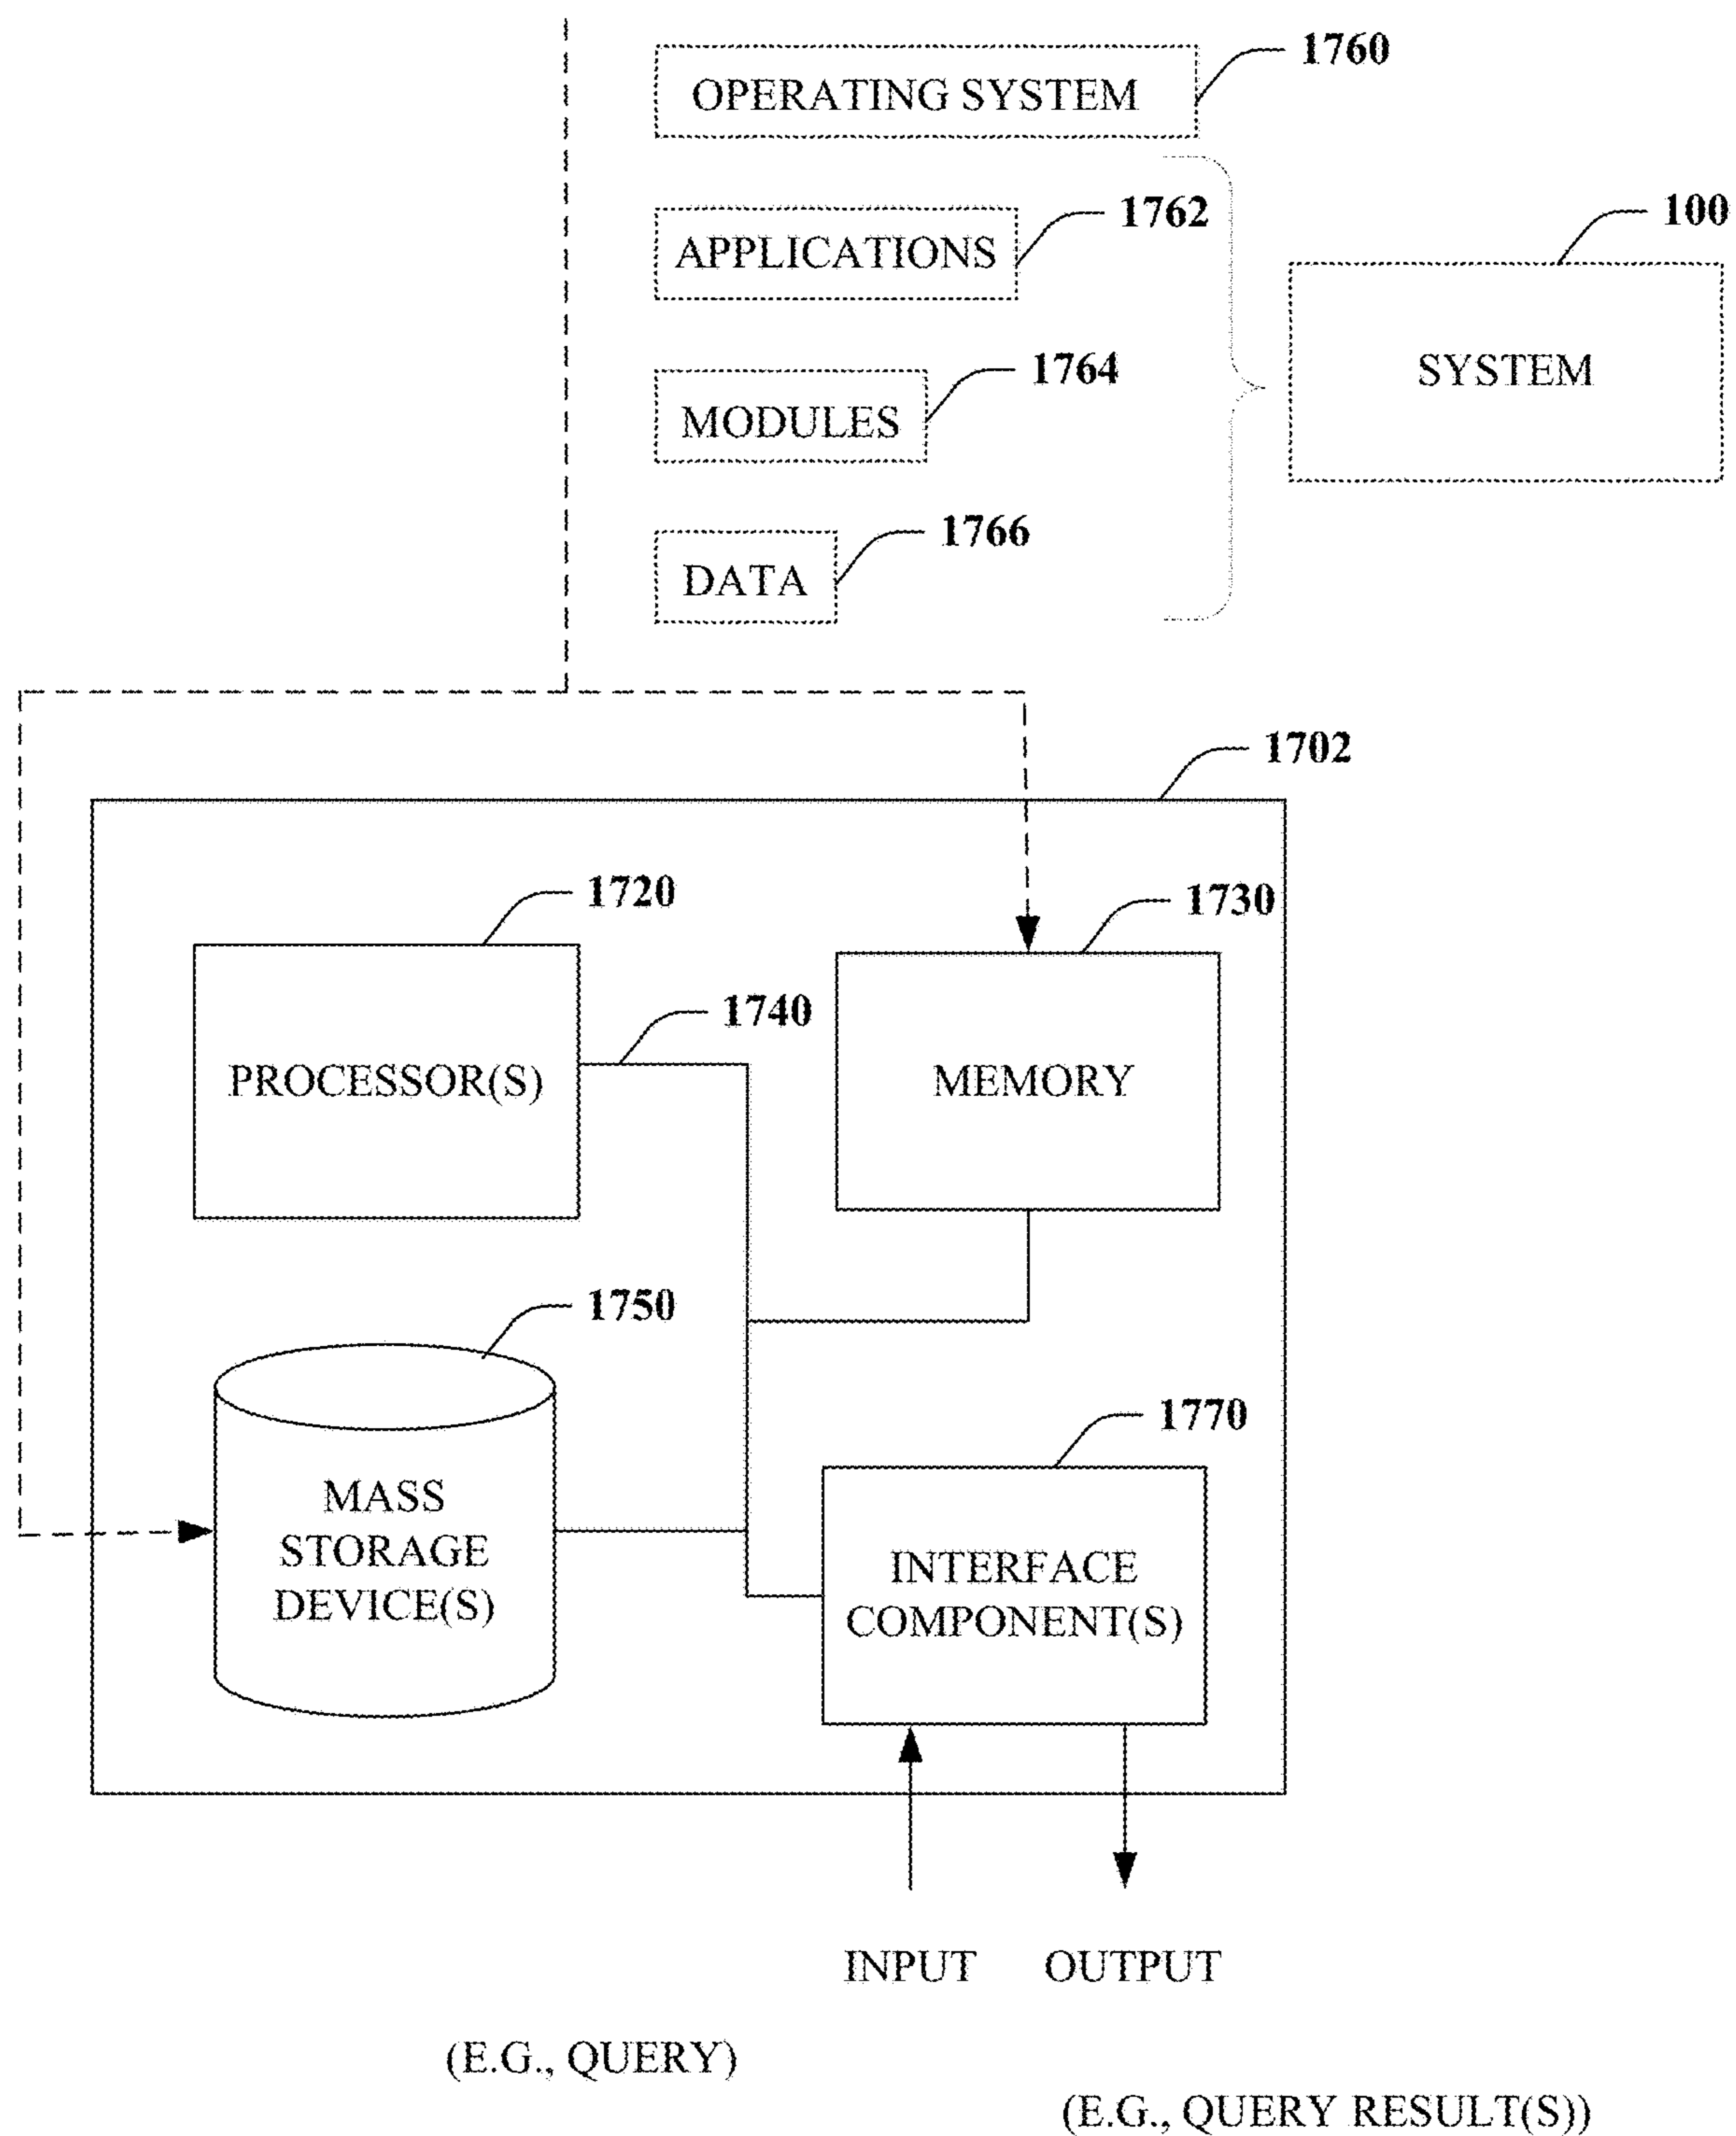 1760
OPERATING SYSTEM
1762
APPLICATIONS
100
SYSTEM
1764
MODULES
1766
DATA
1702
1720
PROCESSOR(S)
1730
MEMORY
1740
1750
MASS
STORAGE
DEVICE(S)
1770
INTERFACE
COMPONENT(S)
INPUT
OUTPUT
(E.G., QUERY)
(E.G., QUERY RESULT(S))